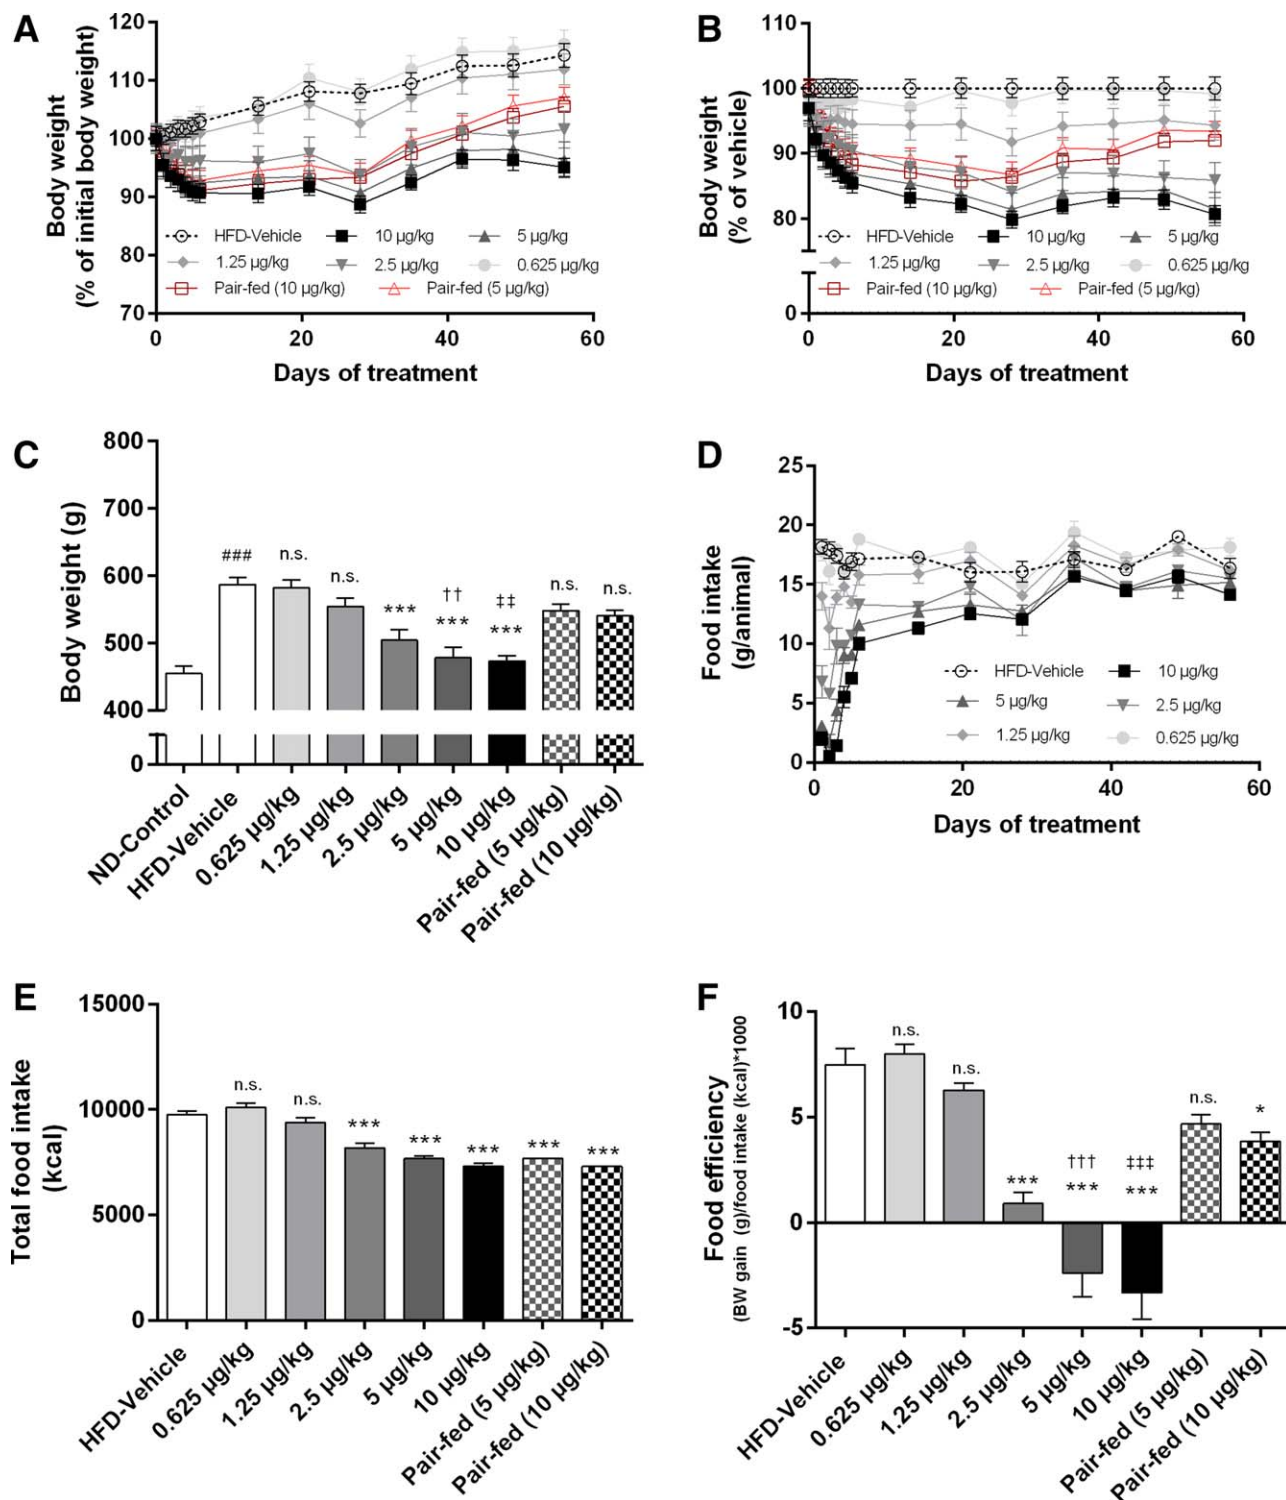 A
Body weight
(% of initial body weight)
120
110
100
90
80
70
0
20
40
60
Days of treatment
HFD-Vehicle
10 µg/kg
5 µg/kg
1.25 µg/kg
2.5 µg/kg
0.625 µg/kg
Pair-fed (10 µg/kg)
Pair-fed (5 µg/kg)
B
Body weight
(% of vehicle)
110
100
90
80
0
0
20
40
60
Days of treatment
HFD-Vehicle
10 µg/kg
5 µg/kg
1.25 µg/kg
2.5 µg/kg
0.625 µg/kg
Pair-fed (10 µg/kg)
Pair-fed (5 µg/kg)
C
Body weight (g)
800
700
600
500
400
0
###
n.s.
n.s.
***
††
***
‡‡
***
n.s.
n.s.
ND-Control
HFD-Vehicle
0.625 µg/kg
1.25 µg/kg
2.5 µg/kg
5 µg/kg
10 µg/kg
Pair-fed (5 µg/kg)
Pair-fed (10 µg/kg)
D
Food intake
(g/animal)
25
20
15
10
5
0
0
20
40
60
Days of treatment
HFD-Vehicle
10 µg/kg
5 µg/kg
2.5 µg/kg
1.25 µg/kg
0.625 µg/kg
E
Total food intake
(kcal)
15000
10000
5000
0
n.s.
n.s.
***
***
***
***
***
HFD-Vehicle
0.625 µg/kg
1.25 µg/kg
2.5 µg/kg
5 µg/kg
10 µg/kg
Pair-fed (5 µg/kg)
Pair-fed (10 µg/kg)
F
Food efficiency
(BW gain (g)/food intake (kcal)*1000
10
5
0
-5
n.s.
n.s.
***
†††
***
‡‡‡
***
n.s.
*
HFD-Vehicle
0.625 µg/kg
1.25 µg/kg
2.5 µg/kg
5 µg/kg
10 µg/kg
Pair-fed (5 µg/kg)
Pair-fed (10 µg/kg)